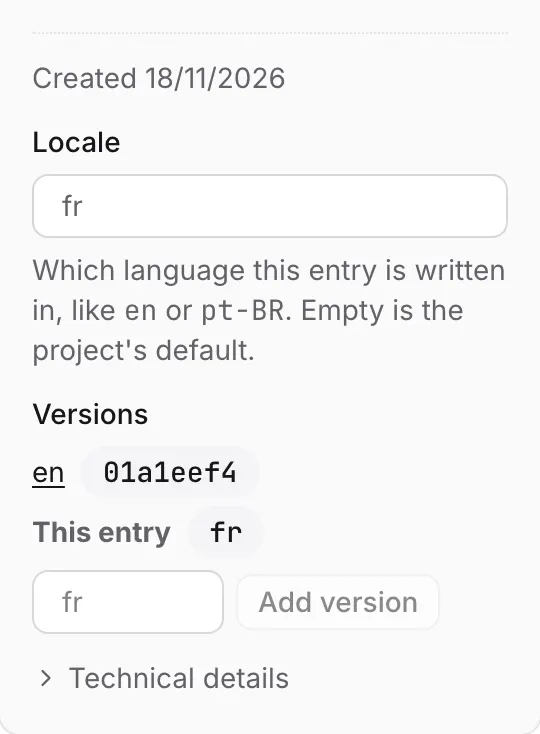 Created 18/11/2026
Locale
fr
Which language this entry is written
in, like en or pt-BR. Empty is the
project's default.
Versions
en 01a1eef4
This entry fr
fr Add version
Technical details